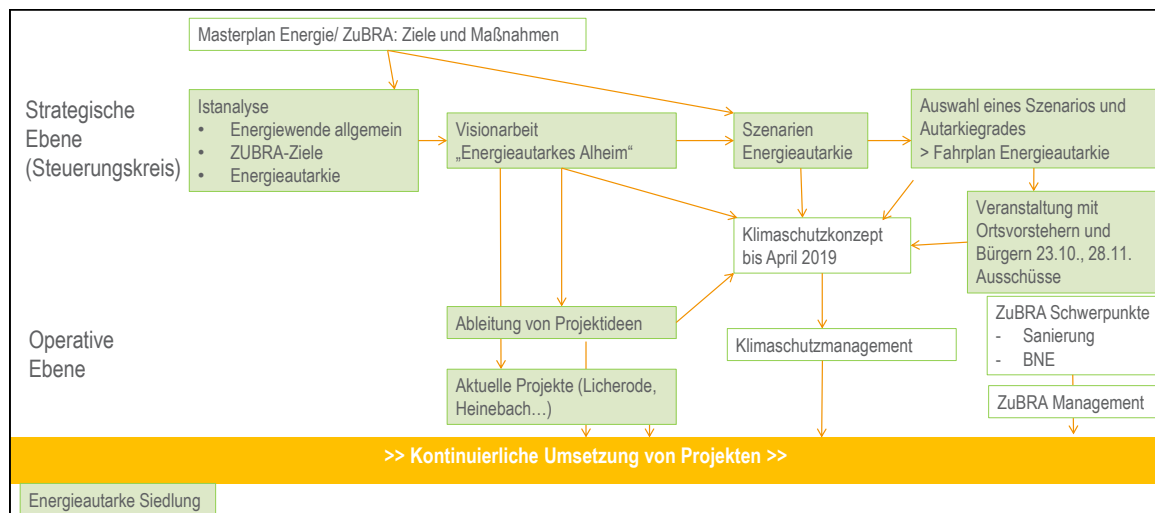 Masterplan Energie/ ZuBRA: Ziele und Maßnahmen
Strategische
Ebene
(Steuerungskreis)
Istanalyse
• Energiewende allgemein
• ZUBRA-Ziele
• Energieautarkie
Visionarbeit
„Energieautarkes Alheim“
Szenarien
Energieautarkie
Auswahl eines Szenarios und
Autarkiegrades
> Fahrplan Energieautarkie
Klimaschutzkonzept
bis April 2019
Veranstaltung mit
Ortsvorstehern und
Bürgern 23.10., 28.11.
Ausschüsse
Operative
Ebene
Ableitung von Projektideen
Klimaschutzmanagement
ZuBRA Schwerpunkte
- Sanierung
- BNE
Aktuelle Projekte (Licherode,
Heinebach…)
ZuBRA Management
>> Kontinuierliche Umsetzung von Projekten >>
Energieautarke Siedlung